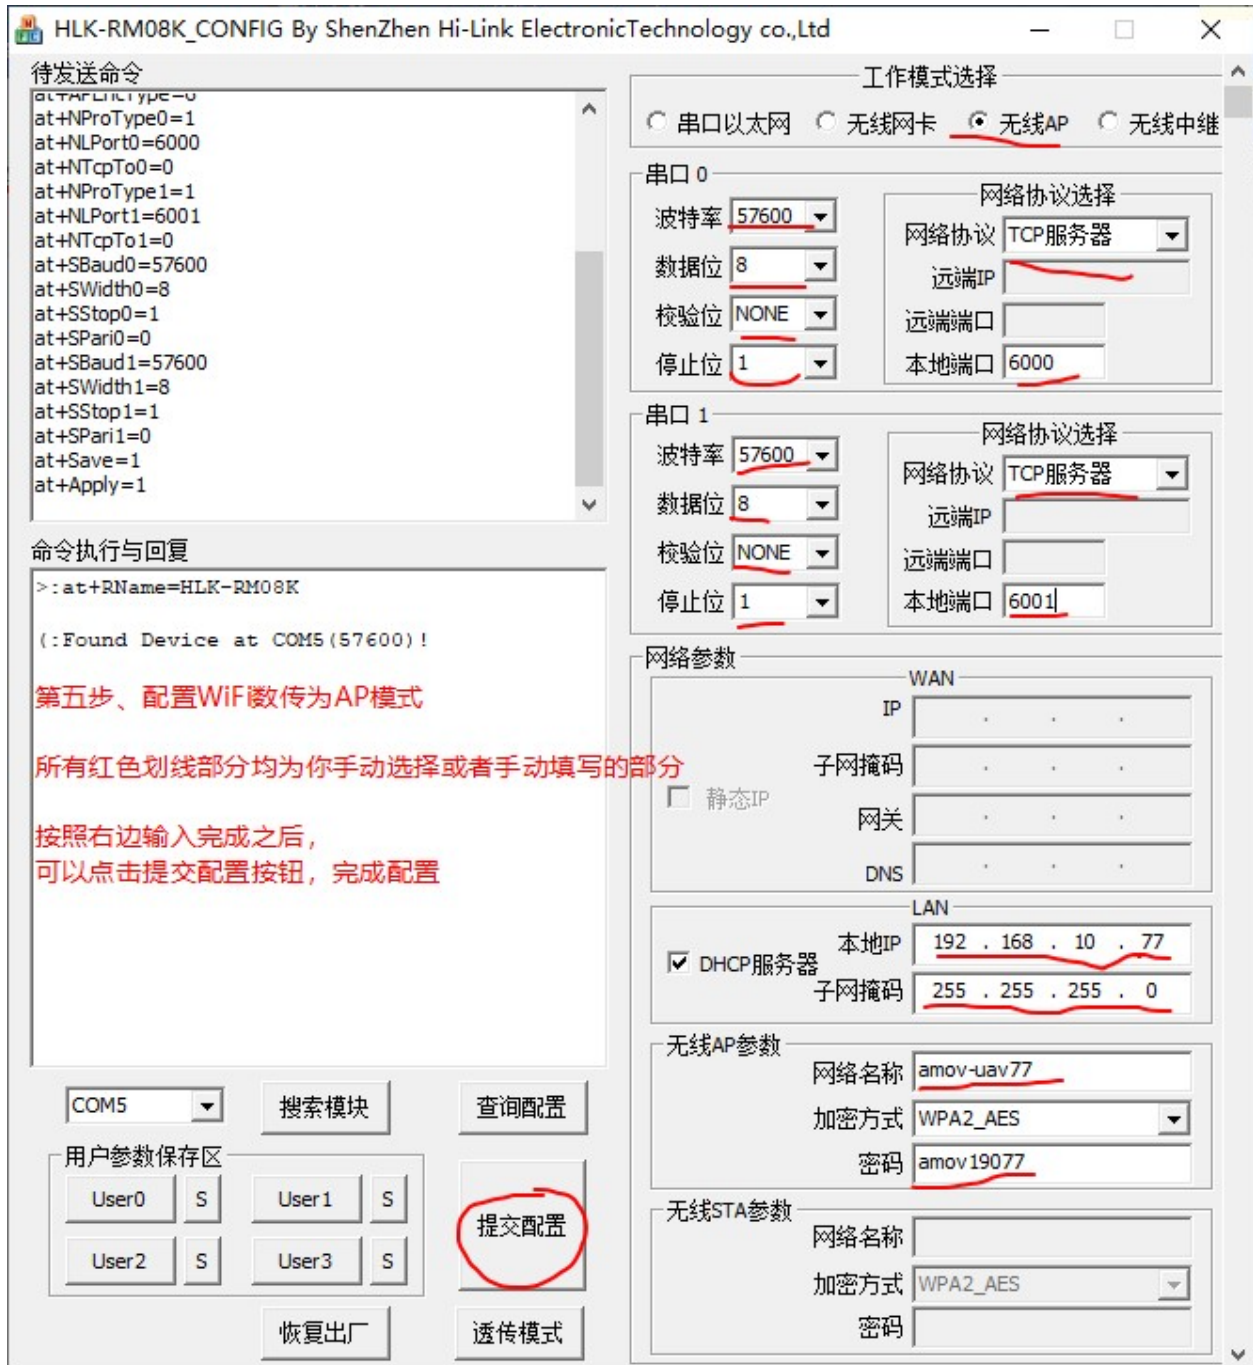 HLK-RM08K_CONFIG By ShenZhen Hi-Link ElectronicTechnology co.,Ltd
待发送命令
at+NProType0=1
at+NLPort0=6000
at+NTcpTo0=0
at+NProType1=1
at+NLPort1=6001
at+NTcpTo1=0
at+SBaud0=57600
at+SWidth0=8
at+SStop0=1
at+SPari0=0
at+SBaud1=57600
at+SWidth1=8
at+SStop1=1
at+SPari1=0
at+Save=1
at+Apply=1
命令执行与回复
>:at+RName=HLK-RM08K
(:Found Device at COM5(57600)!
第五步、配置WiFi数传为AP模式
所有红色划线部分均为你手动选择或者手动填写的部分
按照右边输入完成之后，
可以点击提交配置按钮，完成配置
COM5
搜索模块
查询配置
用户参数保存区
User0 S User1 S
User2 S User3 S
提交配置
恢复出厂
透传模式
工作模式选择
串口以太网 无线网卡 无线AP 无线中继
串口 0
波特率 57600
数据位 8
校验位 NONE
停止位 1
网络协议选择
网络协议 TCP服务器
远端IP
远端端口
本地端口 6000
串口 1
波特率 57600
数据位 8
校验位 NONE
停止位 1
网络协议选择
网络协议 TCP服务器
远端IP
远端端口
本地端口 6001
网络参数
WAN
静态IP
IP . . .
子网掩码 . . .
网关 . . .
DNS . . .
LAN
DHCP服务器
本地IP 192 . 168 . 10 . 77
子网掩码 255 . 255 . 255 . 0
无线AP参数
网络名称 amov-uav77
加密方式 WPA2_AES
密码 amov19077
无线STA参数
网络名称
加密方式 WPA2_AES
密码